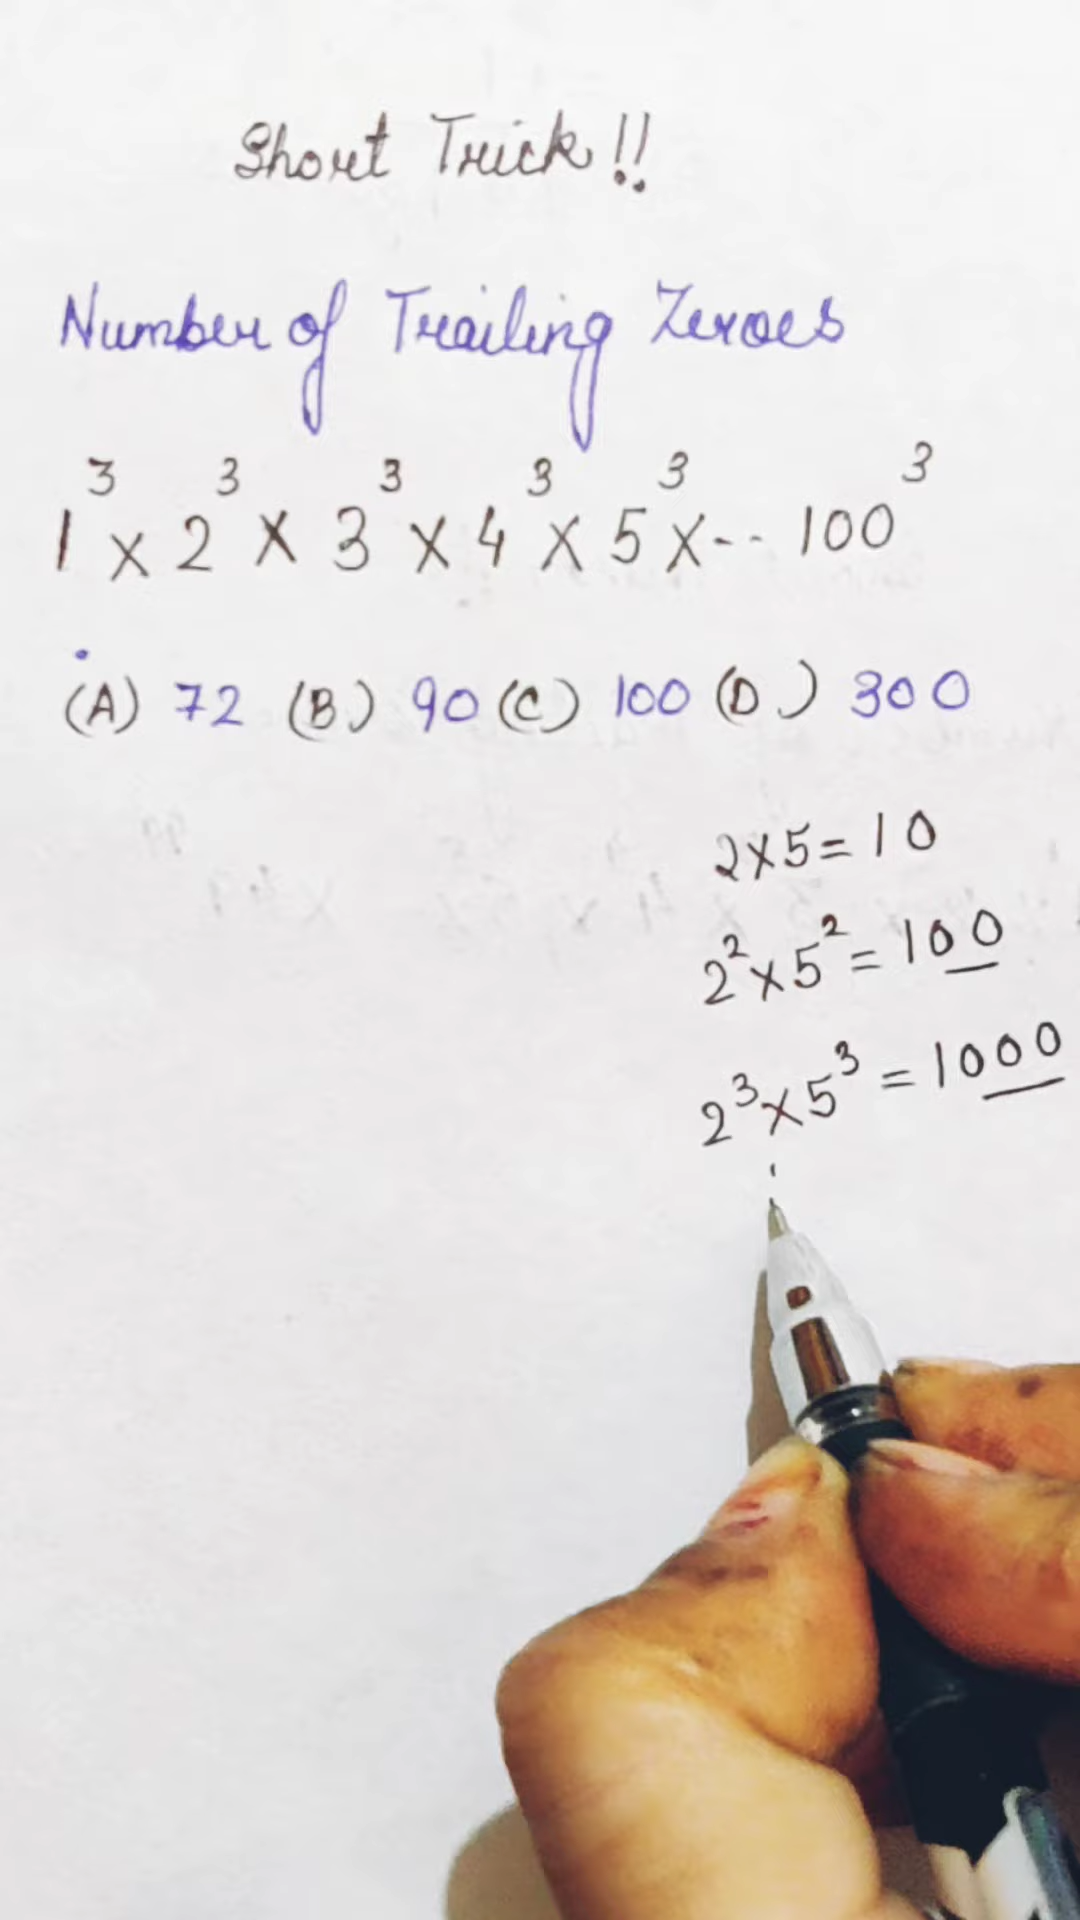 Short Trick!!
Number of Trailing Zeroes
1³ × 2³ × 3³ × 4³ × 5³ × -- 100³
(A) 72 (B) 90 (C) 100 (D) 300
2×5=10
2²×5²=100
2³×5³=1000